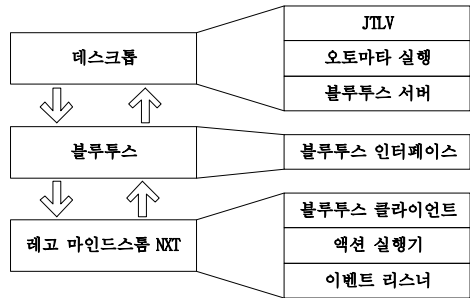 데스크톱
JTLV
오토마타 실행
블루투스 서버
블루투스
블루투스 인터페이스
레고 마인드스톰 NXT
블루투스 클라이언트
액션 실행기
이벤트 리스너